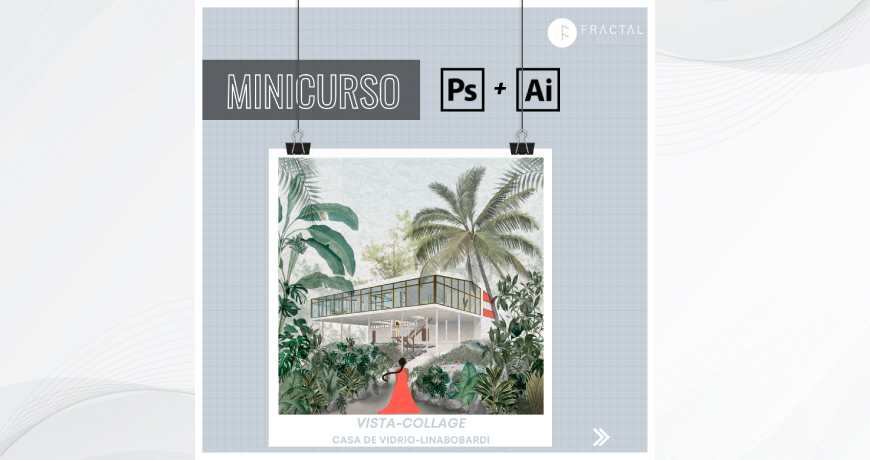 FRACTAL
MINICURSO
Ps + Ai
VISTA-COLLAGE
CASA DE VIDRIO-LINABOBARDI